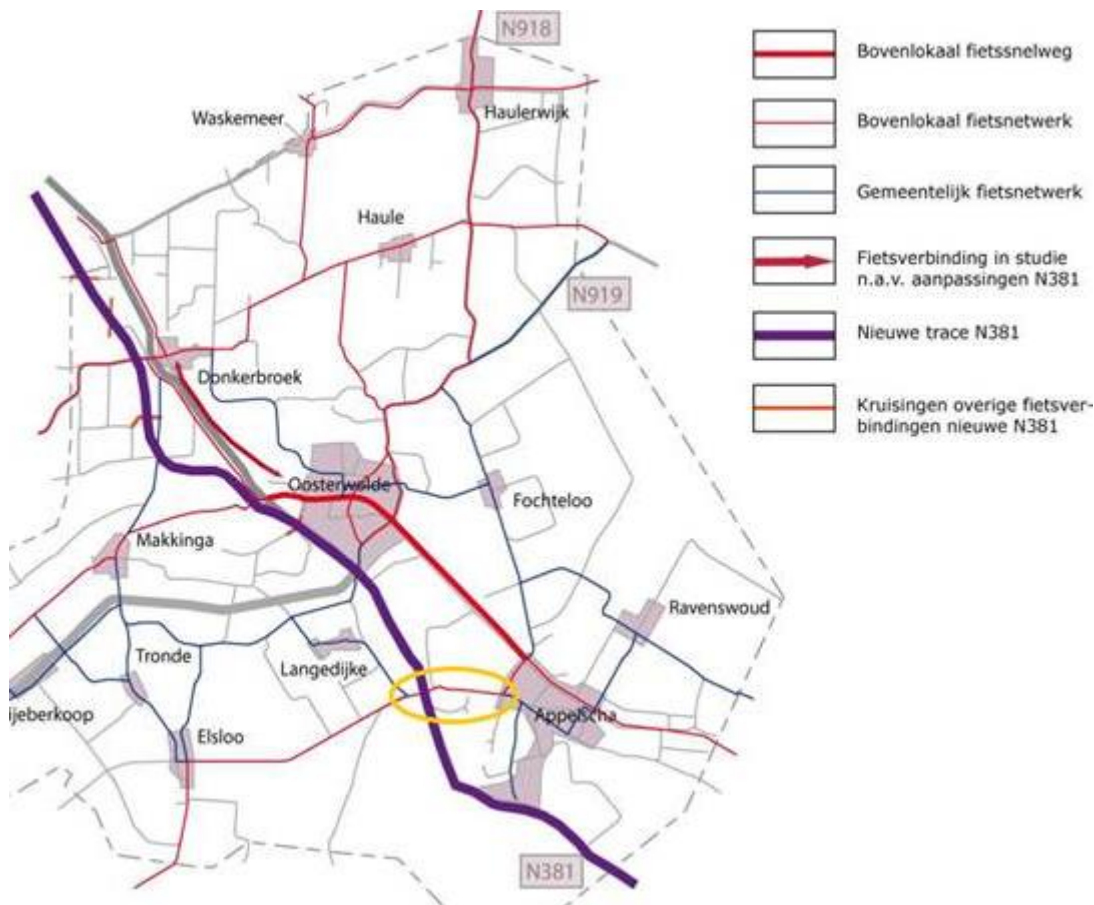 N918
Waskemeer
Haulerwijk
Haule
N919
Donkerbroek
Oosterwolde
Fochteloo
Makkinga
Ravenswoud
Tronde
Langedijke
ijeberkoop
Appelscha
Elsloo
N381
Bovenlokaal fietssnelweg
Bovenlokaal fietsnetwerk
Gemeentelijk fietsnetwerk
Fietsverbinding in studie
n.a.v. aanpassingen N381
Nieuwe trace N381
Kruisingen overige fietsver-
bindingen nieuwe N381